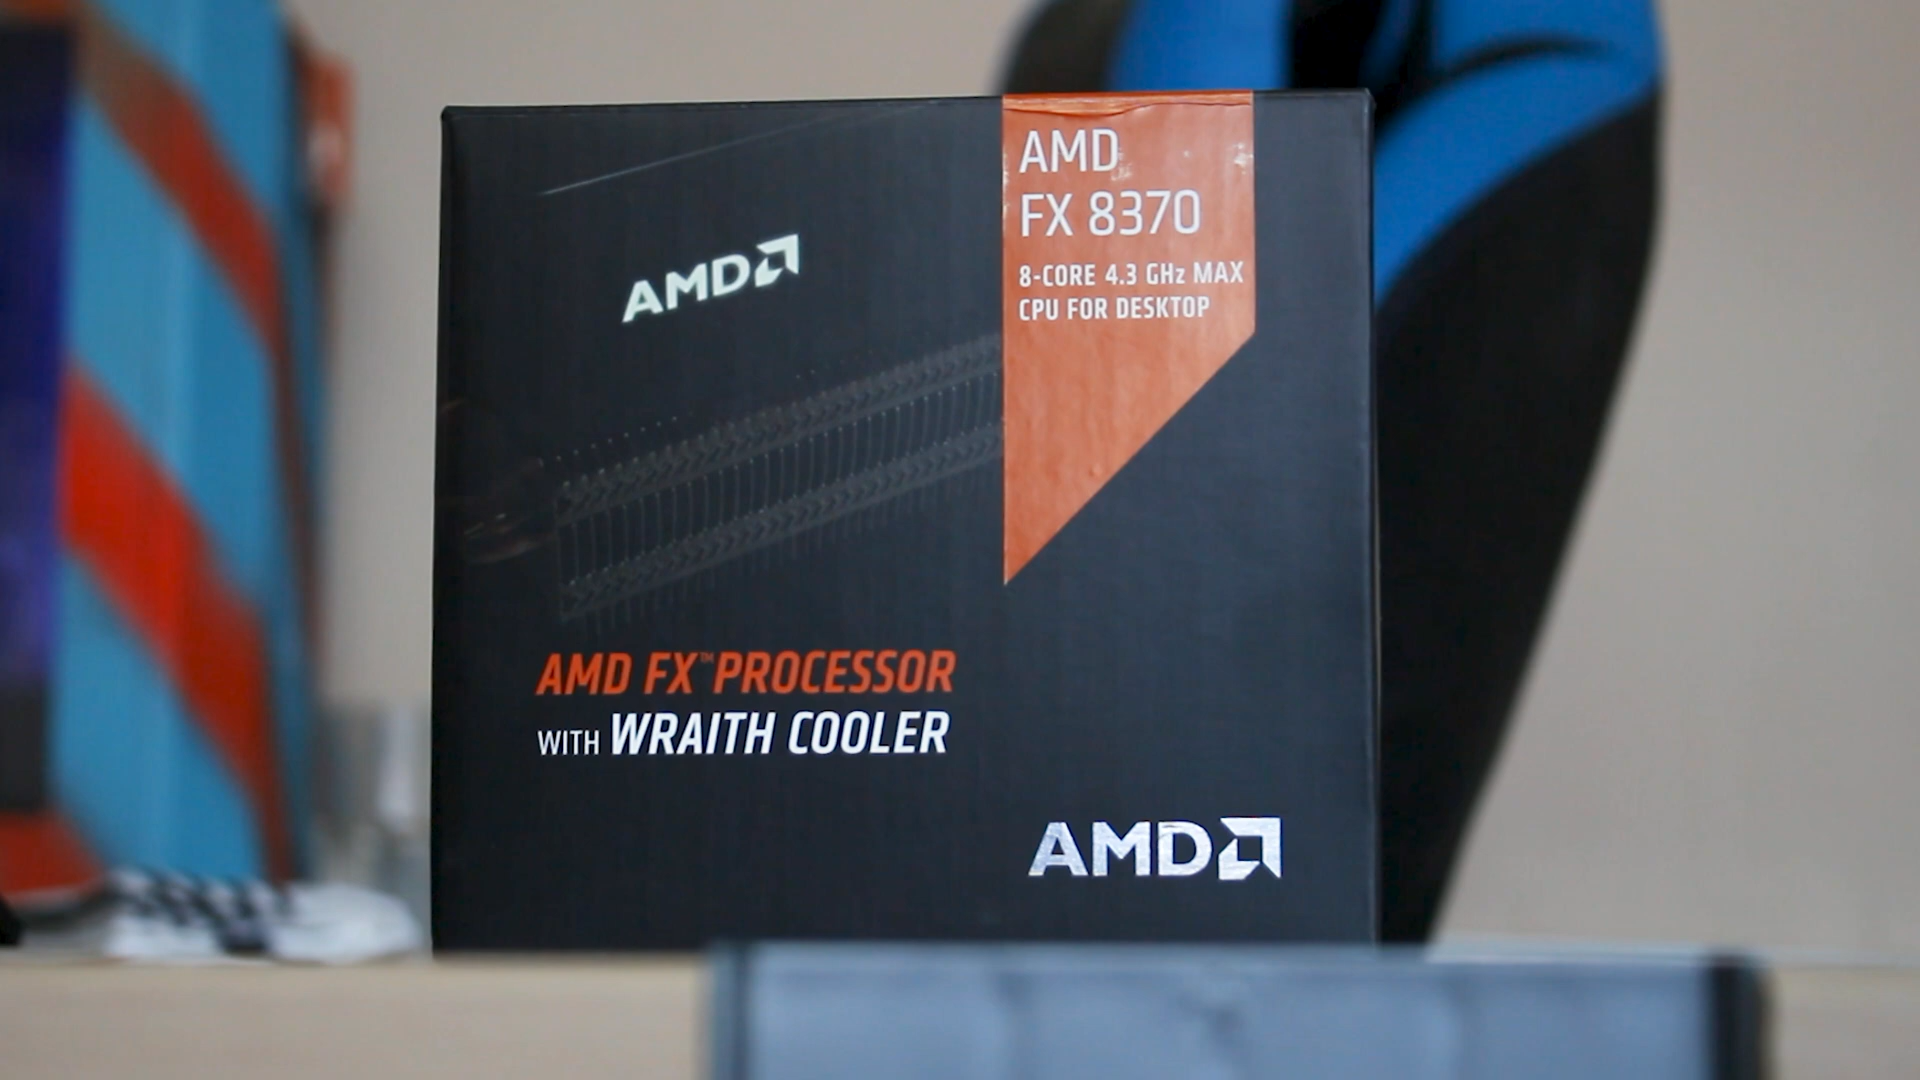 AMD
FX 8370
8-CORE 4.3 GHz MAX
CPU FOR DESKTOP
AMD
AMD FX™ PROCESSOR
WITH WRAITH COOLER
AMD